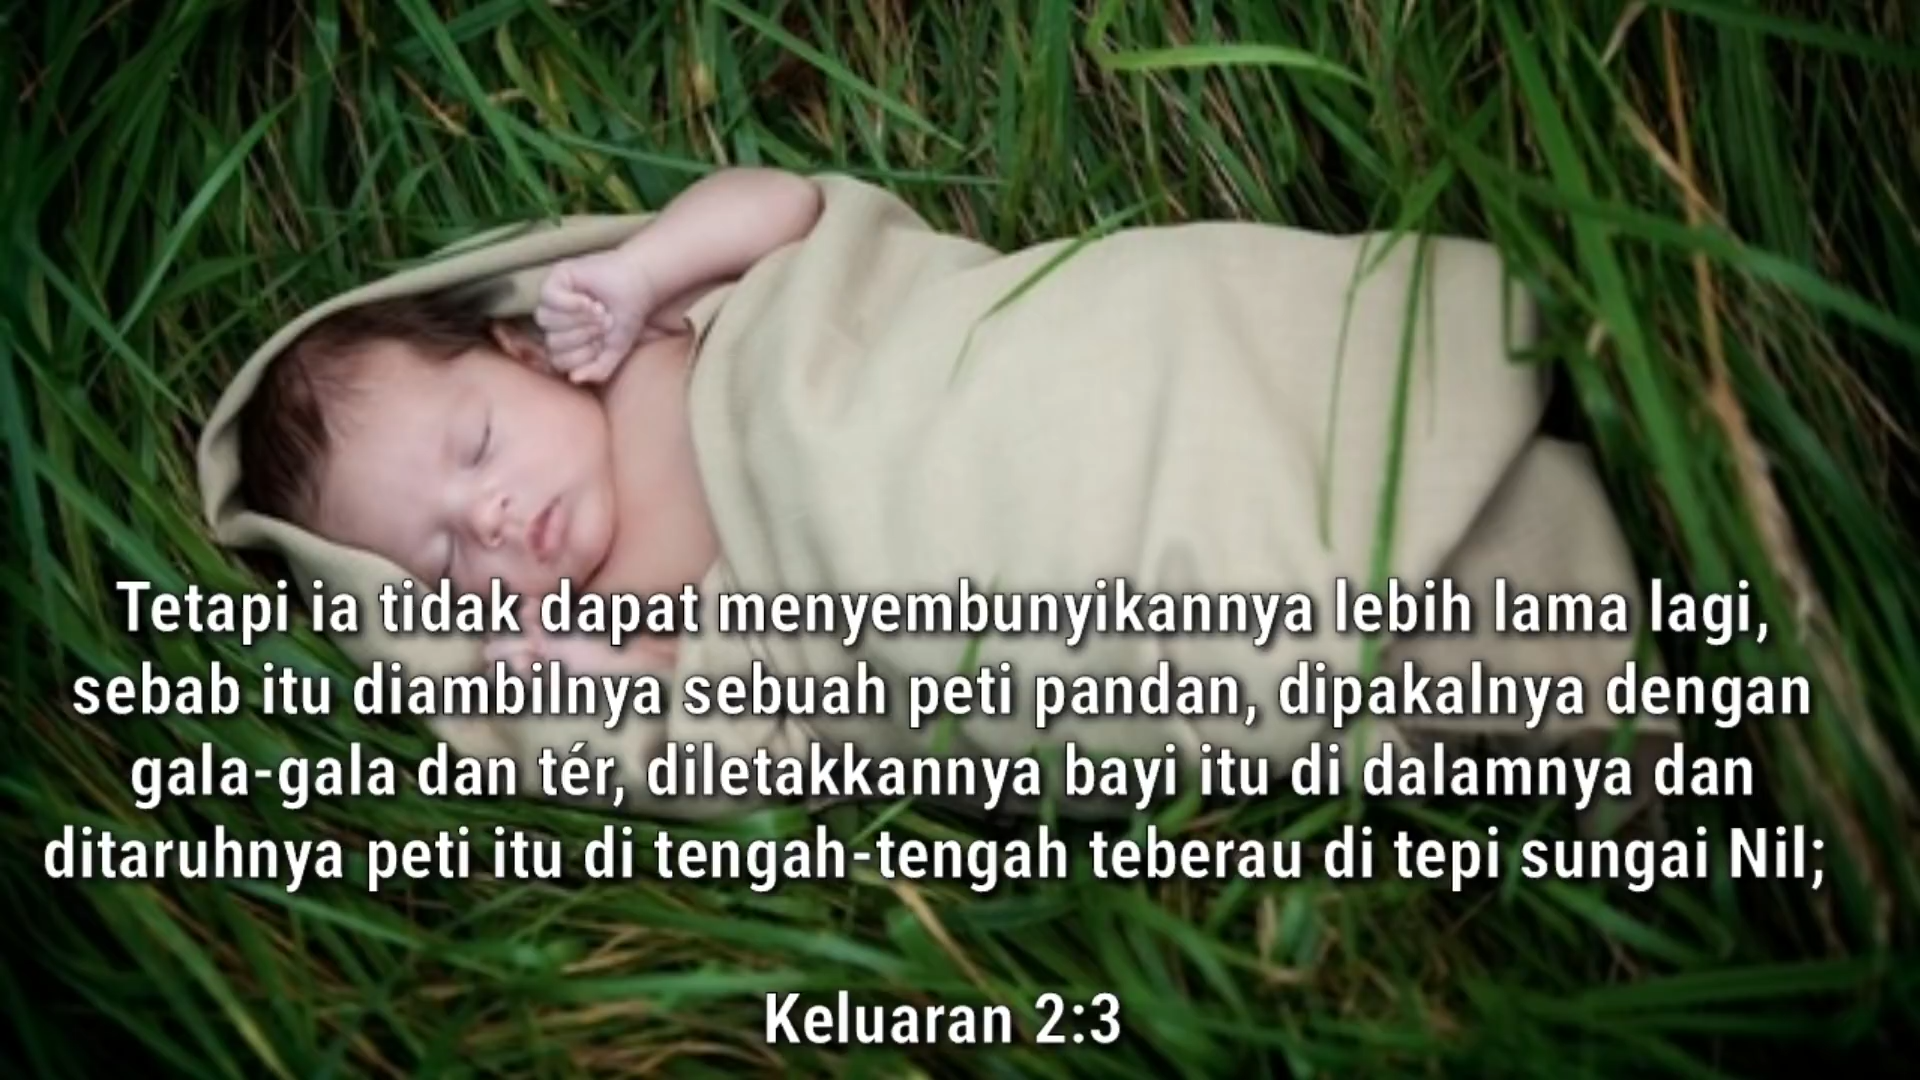 Tetapi ia tidak dapat menyembunyikannya lebih lama lagi,
sebab itu diambilnya sebuah peti pandan, dipakalnya dengan
gala-gala dan tér, diletakkannya bayi itu di dalamnya dan
ditaruhnya peti itu di tengah-tengah teberau di tepi sungai Nil;
Keluaran 2:3